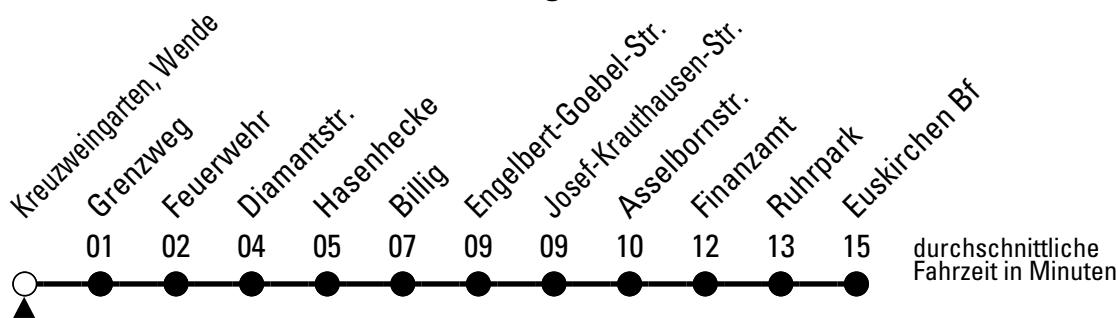 Kreuzweingarten, Wende
Grenzweg
Feuerwehr
Diamantstr.
Hasenhecke
Billig
Engelbert-Goebel-Str.
Josef-Krauthausen-Str.
Asselbornstr.
Finanzamt
Ruhrpark
Euskirchen Bf
01 02 04 05 07 09 09 10 12 13 15
durchschnittliche
Fahrzeit in Minuten